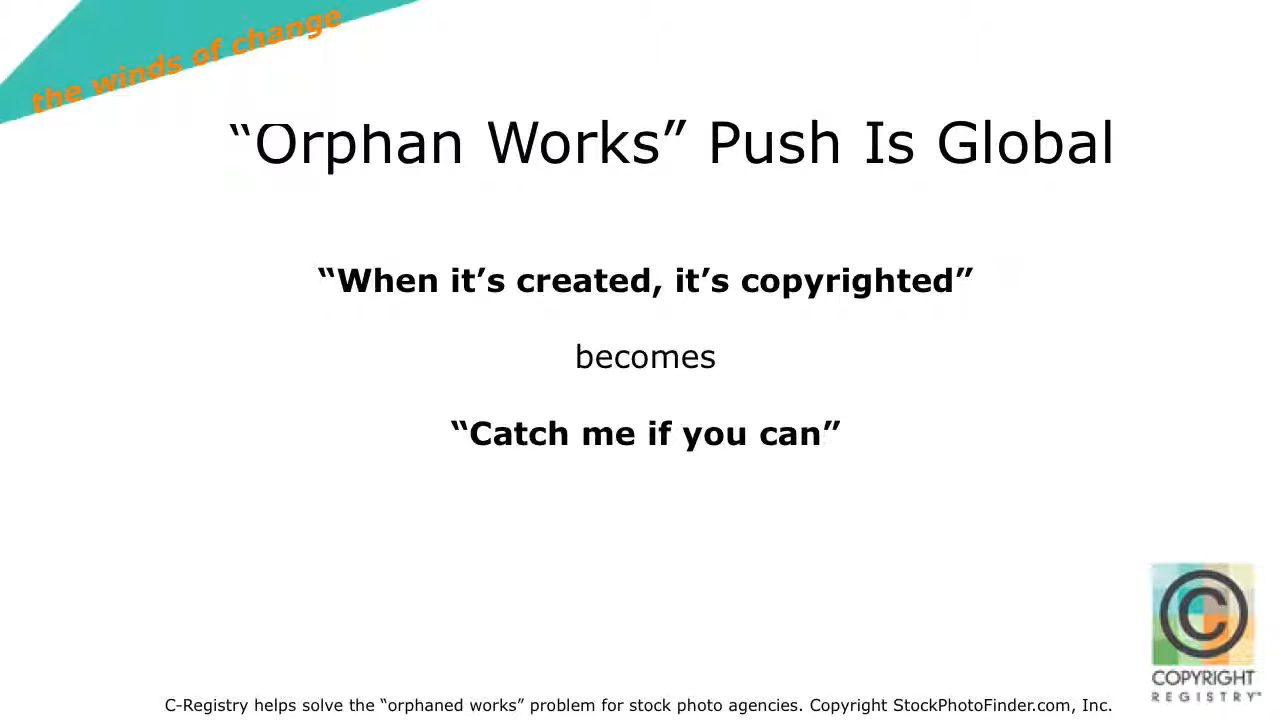 the winds of change
“Orphan Works” Push Is Global
“When it’s created, it’s copyrighted”
becomes
“Catch me if you can”
©
COPYRIGHT
REGISTRY™
C-Registry helps solve the “orphaned works” problem for stock photo agencies. Copyright StockPhotoFinder.com, Inc.